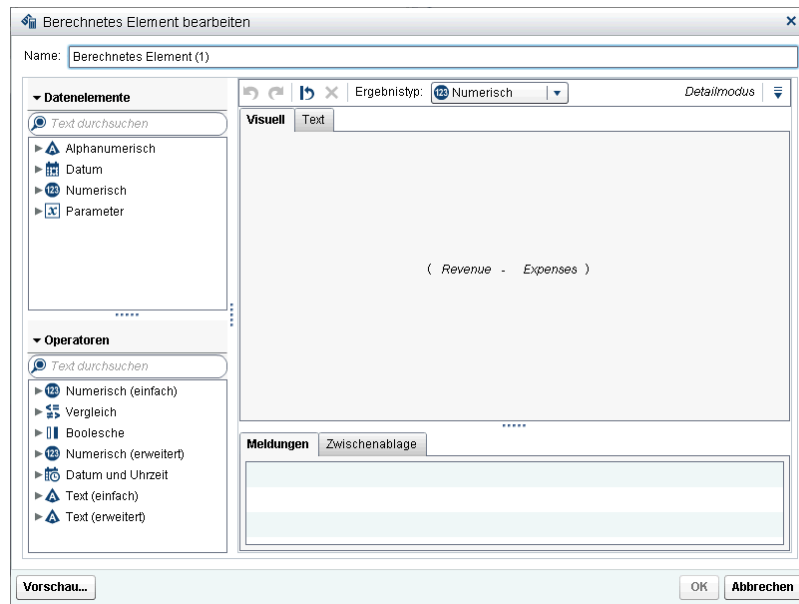 Berechnetes Element bearbeiten
Name: Berechnetes Element (1)
Datenelemente
Text durchsuchen
Alphanumerisch
Datum
Numerisch
Parameter
Operatoren
Text durchsuchen
Numerisch (einfach)
Vergleich
Boolesche
Numerisch (erweitert)
Datum und Uhrzeit
Text (einfach)
Text (erweitert)
Ergebnistyp: Numerisch Detailmodus
Visuell Text
( Revenue - Expenses )
Meldungen Zwischenablage
Vorschau... OK Abbrechen